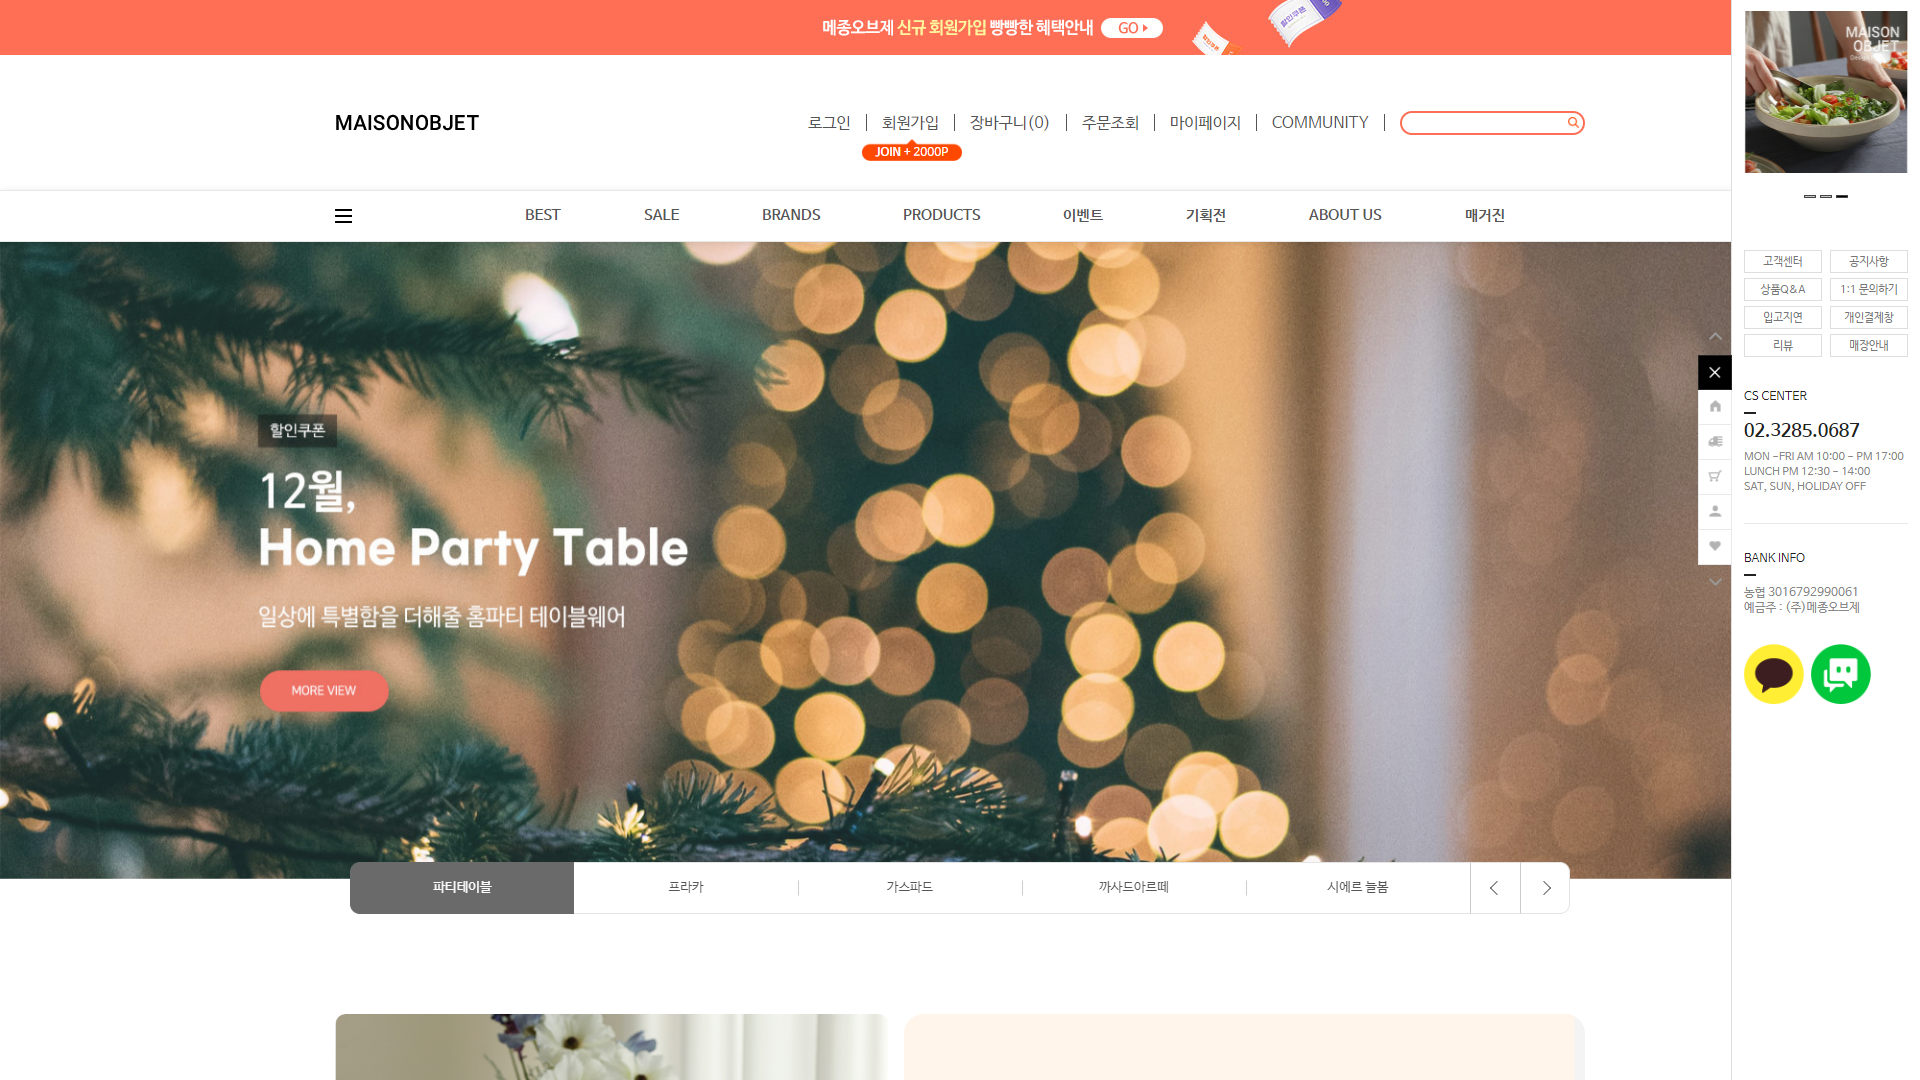 메종오브제 신규 회원가입 빵빵한 혜택안내 GO
할인쿠폰
MAISON
OBJET
MAISONOBJET
로그인
회원가입
장바구니(0)
주문조회
마이페이지
COMMUNITY
JOIN + 2000P
BEST
SALE
BRANDS
PRODUCTS
이벤트
기획전
ABOUT US
매거진
할인쿠폰
12월,
Home Party Table
일상에 특별함을 더해줄 홈파티 테이블웨어
MORE VIEW
파티테이블
프라카
가스파드
까사드아르떼
시에르 늘봄
고객센터
공지사항
상품Q&A
1:1 문의하기
입고지연
개인결제창
리뷰
매장안내
CS CENTER
02.3285.0687
MON -FRI AM 10:00 - PM 17:00
LUNCH PM 12:30 - 14:00
SAT, SUN, HOLIDAY OFF
BANK INFO
농협 3016792990061
예금주 : (주)메종오브제